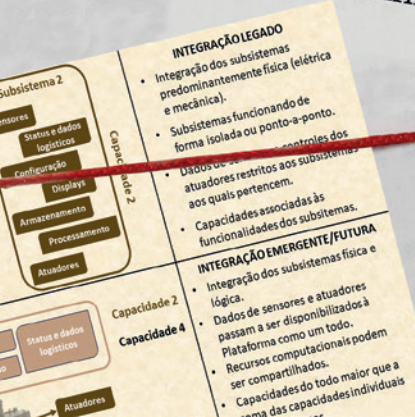 Subsistema 2
Status e dados
logísticos
Configuração
Displays
Armazenamento
Processamento
Atuadores
INTEGRAÇÃO LEGADO
• Integração dos subsistemas
predominantemente física (elétrica
e mecânica).
• Subsistemas funcionando de
forma isolada ou ponto-a-ponto.
• Dados de controles dos
atuadores restritos aos subsistemas
aos quais pertencem.
• Capacidades associadas às
funcionalidades dos subsitemas.
Capacidade 2
Capacidade 4
Status e dados
logísticos
Atuadores
INTEGRAÇÃO EMERGENTE/FUTURA
• Integração dos subsistemas física e
lógica.
• Dados de sensores e atuadores
passam a ser disponibilizados à
Plataforma como um todo.
• Recursos computacionais podem
ser compartilhados.
• Capacidades do todo maior que a
soma das capacidades individuais